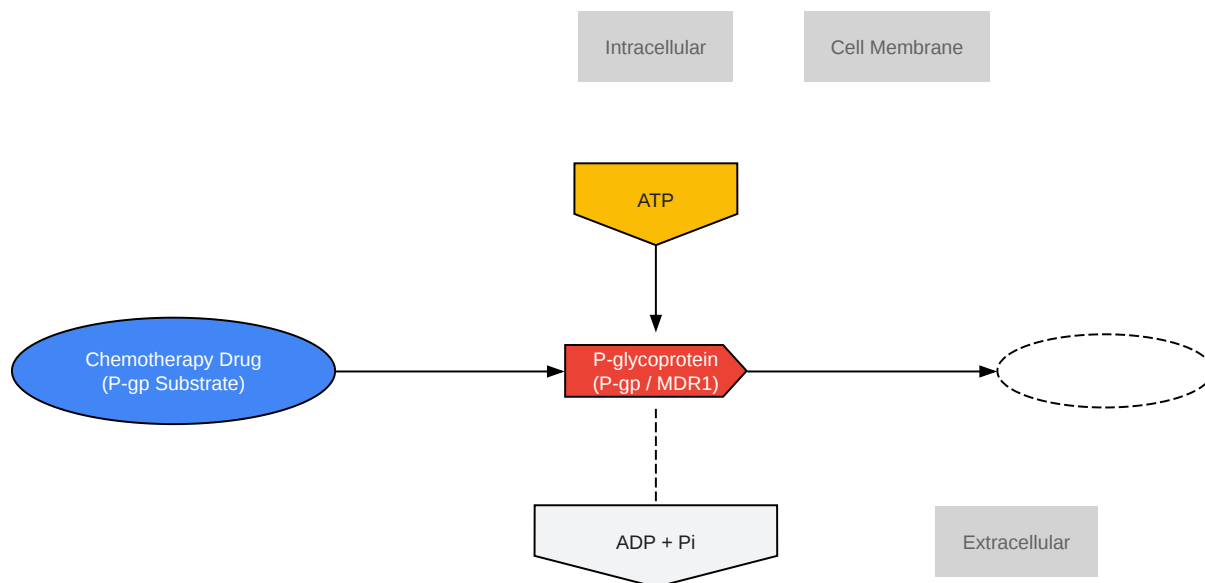 Intracellular
Cell Membrane
ATP
Chemotherapy Drug
(P-gp Substrate)
P-glycoprotein
(P-gp / MDR1)
ADP + Pi
Extracellular